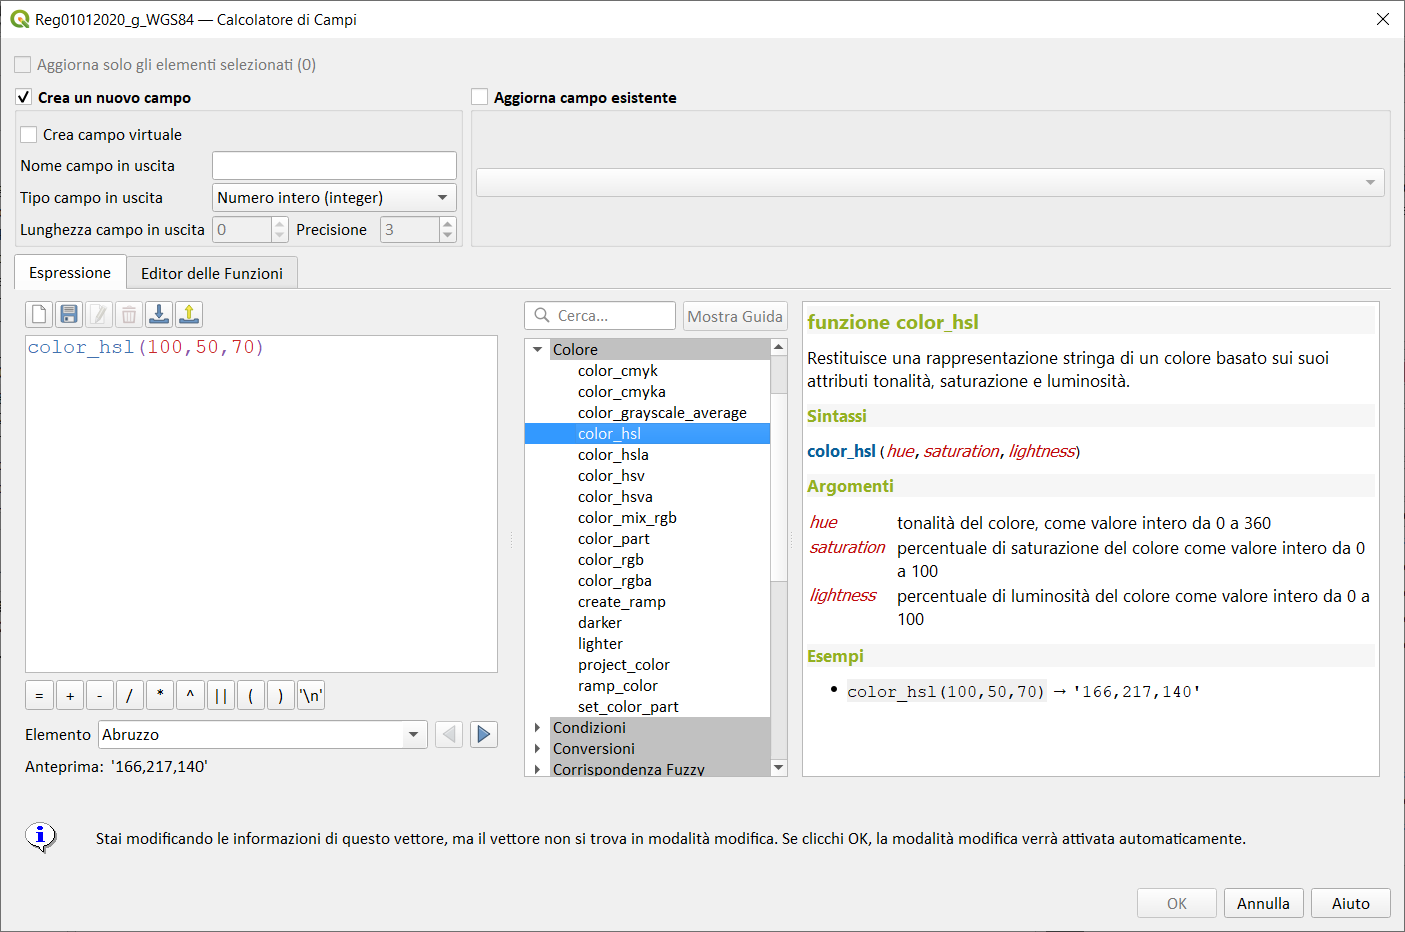 Reg01012020_g_WGS84 — Calcolatore di Campi
Aggiorna solo gli elementi selezionati (0)
Crea un nuovo campo
Aggiorna campo esistente
Crea campo virtuale
Nome campo in uscita
Tipo campo in uscita
Numero intero (integer)
Lunghezza campo in uscita
0
Precisione
3
Espressione
Editor delle Funzioni
color_hsl(100,50,70)
=
+
-
/
*
^
||
(
)
'\n'
Elemento
Abruzzo
Anteprima: '166,217,140'
Cerca...
Mostra Guida
Colore
color_cmyk
color_cmyka
color_grayscale_average
color_hsl
color_hsla
color_hsv
color_hsva
color_mix_rgb
color_part
color_rgb
color_rgba
create_ramp
darker
lighter
project_color
ramp_color
set_color_part
Condizioni
Conversioni
Corrispondenza Fuzzy
funzione color_hsl
Restituisce una rappresentazione stringa di un colore basato sui suoi
attributi tonalità, saturazione e luminosità.
Sintassi
color_hsl(hue, saturation, lightness)
Argomenti
hue tonalità del colore, come valore intero da 0 a 360
saturation percentuale di saturazione del colore come valore intero da 0
a 100
lightness percentuale di luminosità del colore come valore intero da 0 a
100
Esempi
• color_hsl(100,50,70) → '166,217,140'
Stai modificando le informazioni di questo vettore, ma il vettore non si trova in modalità modifica. Se clicchi OK, la modalità modifica verrà attivata automaticamente.
OK
Annulla
Aiuto